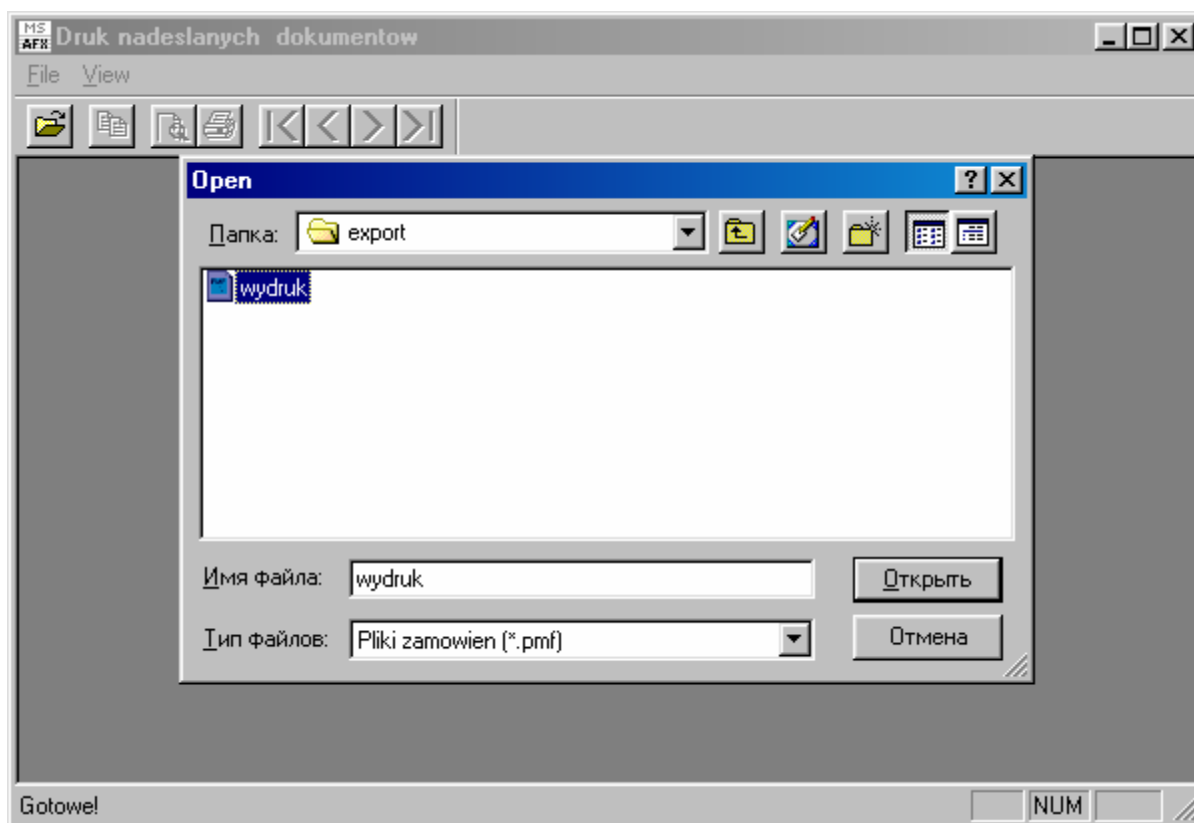 MS
AFX Druk nadeslanych dokumentow
File View
Open
Папка: export
wydruk
Имя файла: wydruk Открыть
Тип файлов: Pliki zamowien (*.pmf) Отмена
Gotowe! NUM